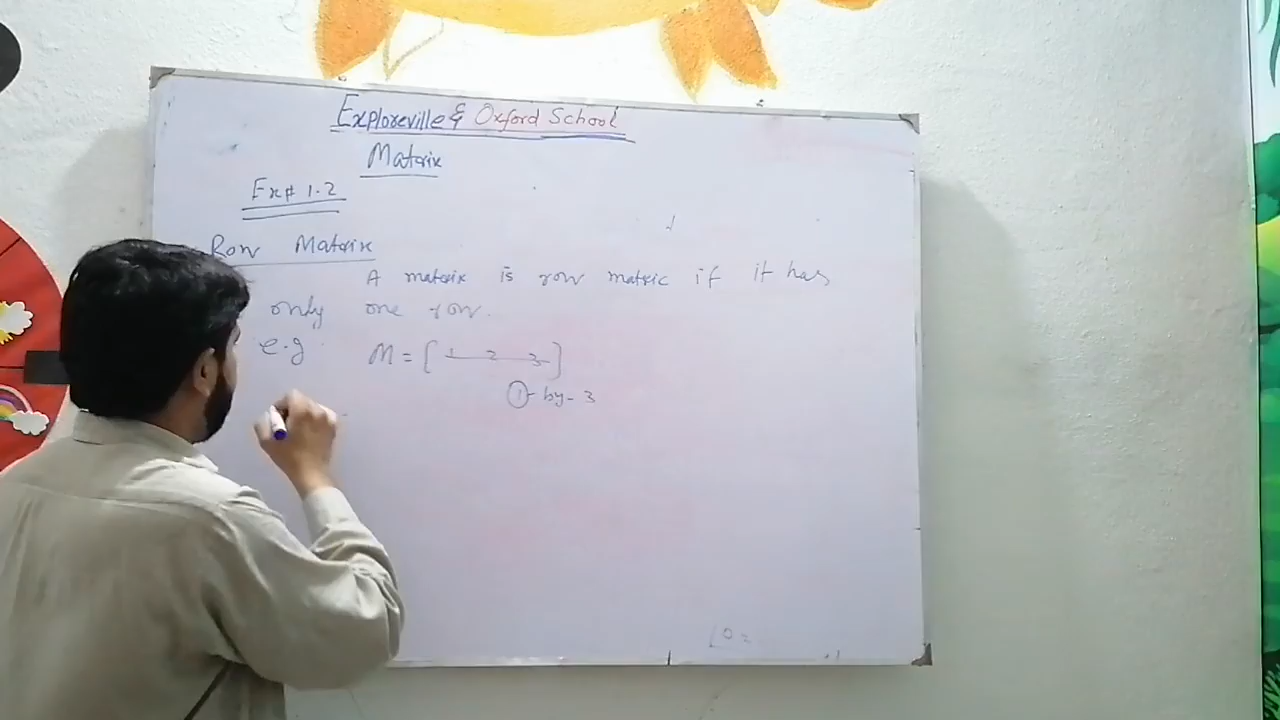 Exploreville & Oxford School
Matrix
Ex# 1.2
Row Matrix
A matrix is row matric if it has
only one row.
e.g M = [ 1 2 3 ]
1-by-3